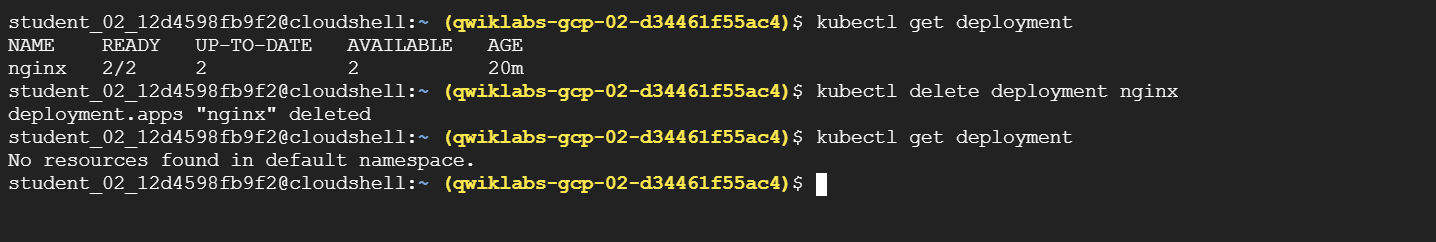 student_02_12d4598fb9f2@cloudshell:~ (qwiklabs-gcp-02-d34461f55ac4)$ kubectl get deployment
NAME    READY   UP-TO-DATE   AVAILABLE   AGE
nginx   2/2     2            2           20m
student_02_12d4598fb9f2@cloudshell:~ (qwiklabs-gcp-02-d34461f55ac4)$ kubectl delete deployment nginx
deployment.apps "nginx" deleted
student_02_12d4598fb9f2@cloudshell:~ (qwiklabs-gcp-02-d34461f55ac4)$ kubectl get deployment
No resources found in default namespace.
student_02_12d4598fb9f2@cloudshell:~ (qwiklabs-gcp-02-d34461f55ac4)$